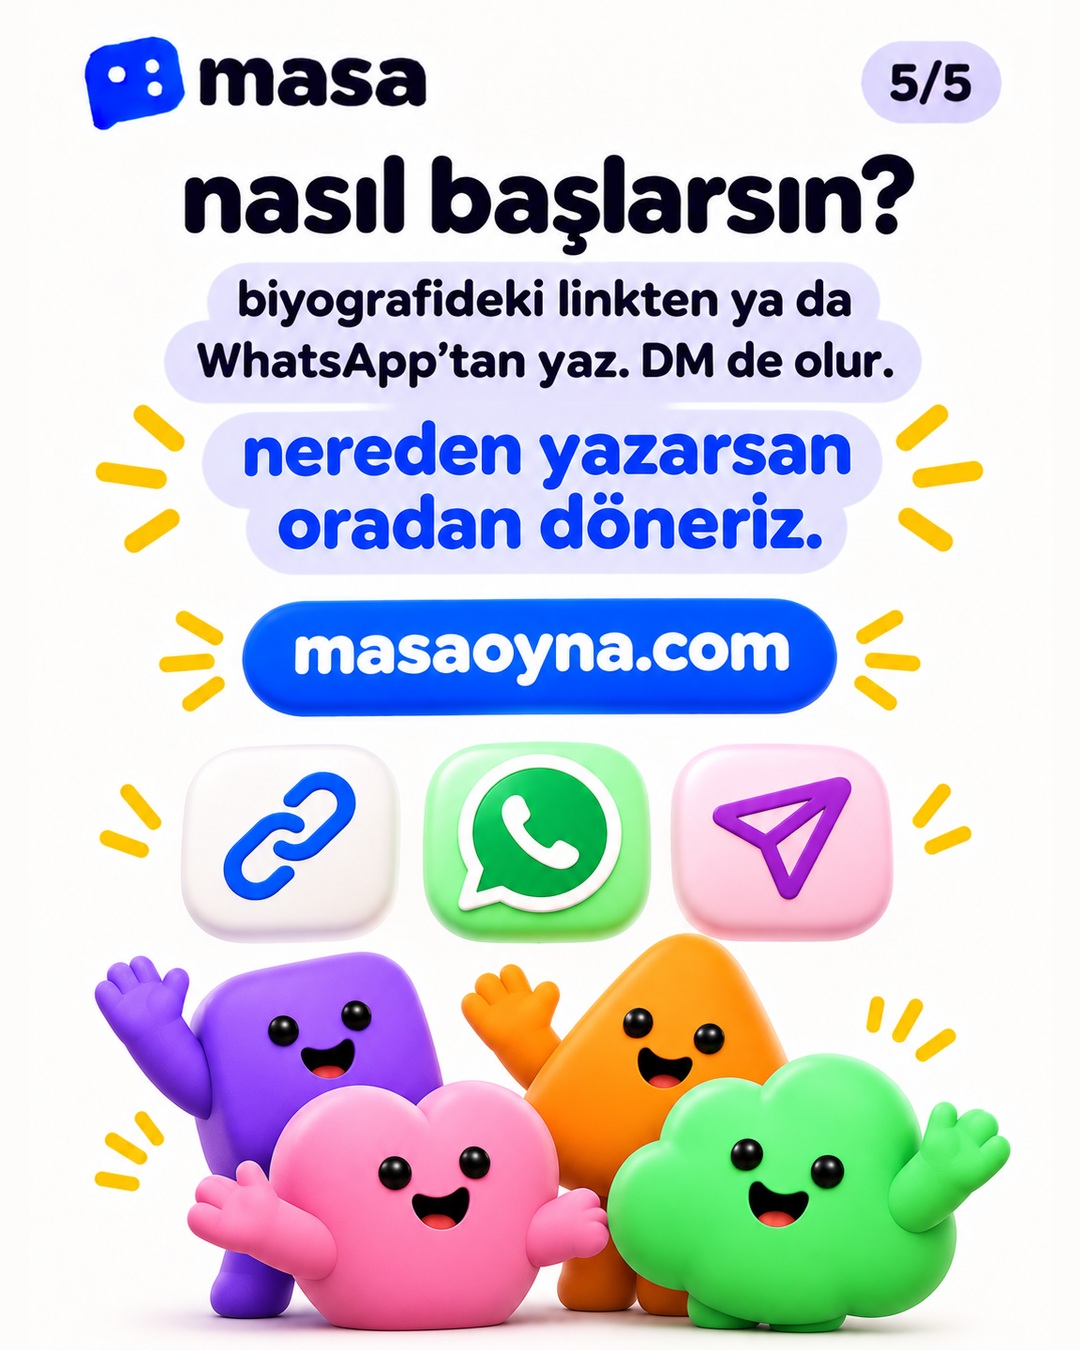 masa
5/5
nasıl başlarsın?
biyografideki linkten ya da
WhatsApp’tan yaz. DM de olur.
nereden yazarsan
oradan döneriz.
masaoyna.com